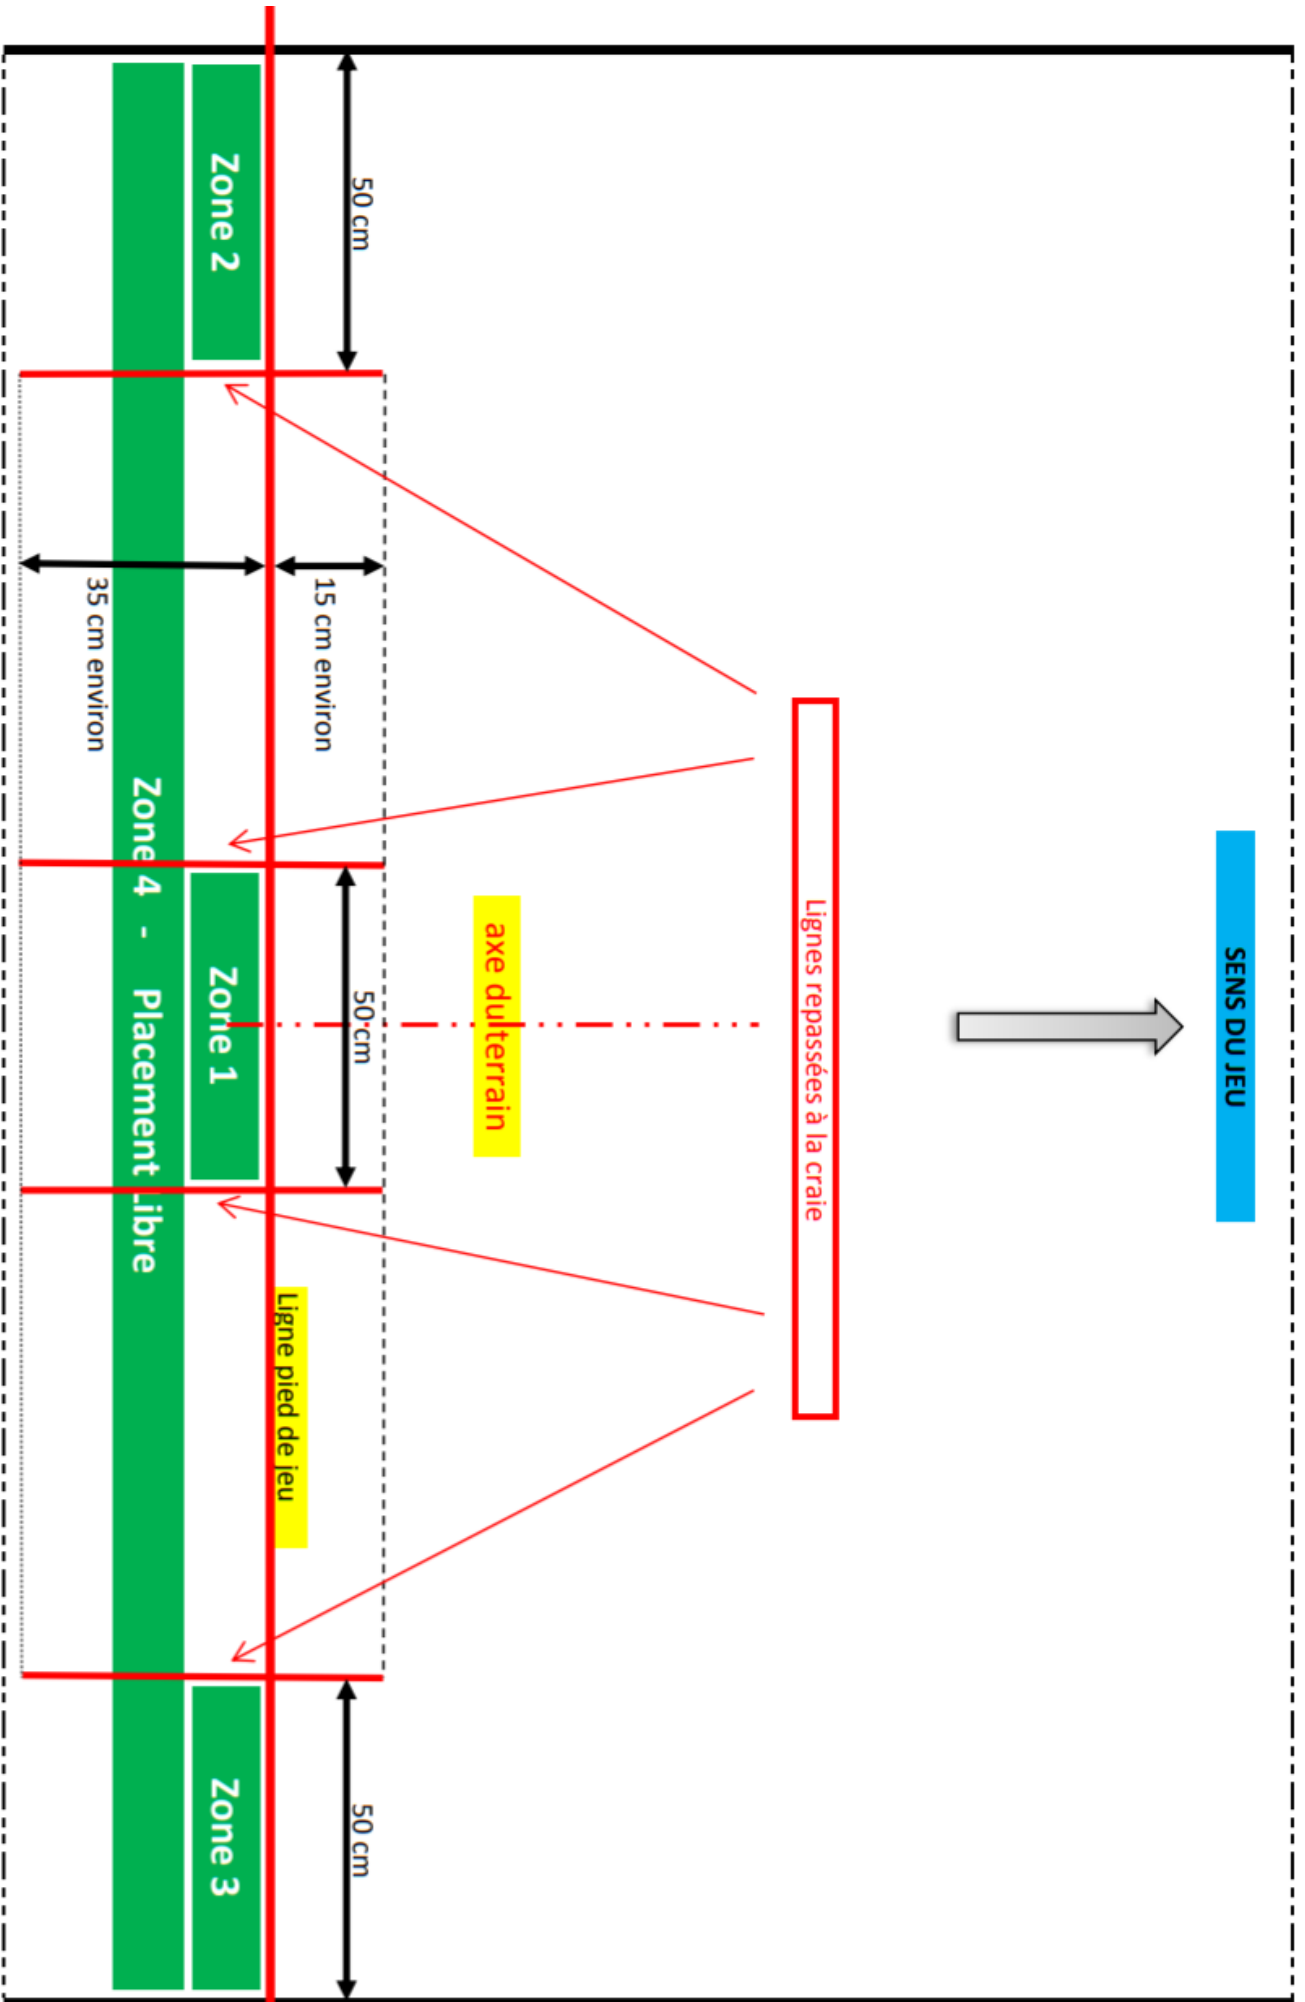 SENS DU JEU
Lignes repassées à la craie
axe du terrain
50 cm
50 cm
50 cm
15 cm environ
Ligne pied de jeu
Zone 2
Zone 1
Zone 3
Zone 4 - Placement Libre
35 cm environ